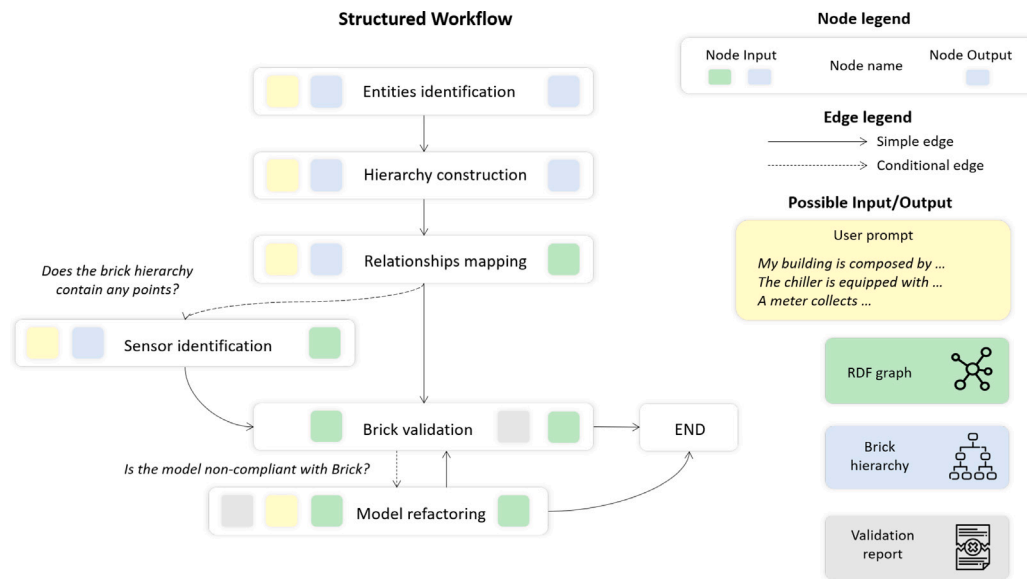 Structured Workflow
Entities identification
Hierarchy construction
Relationships mapping
Does the brick hierarchy
contain any points?
Sensor identification
Brick validation
END
Is the model non-compliant with Brick?
Model refactoring
Node legend
Node Input
Node name
Node Output
Edge legend
Simple edge
Conditional edge
Possible Input/Output
User prompt
My building is composed by ...
The chiller is equipped with ...
A meter collects ...
RDF graph
Brick
hierarchy
Validation
report